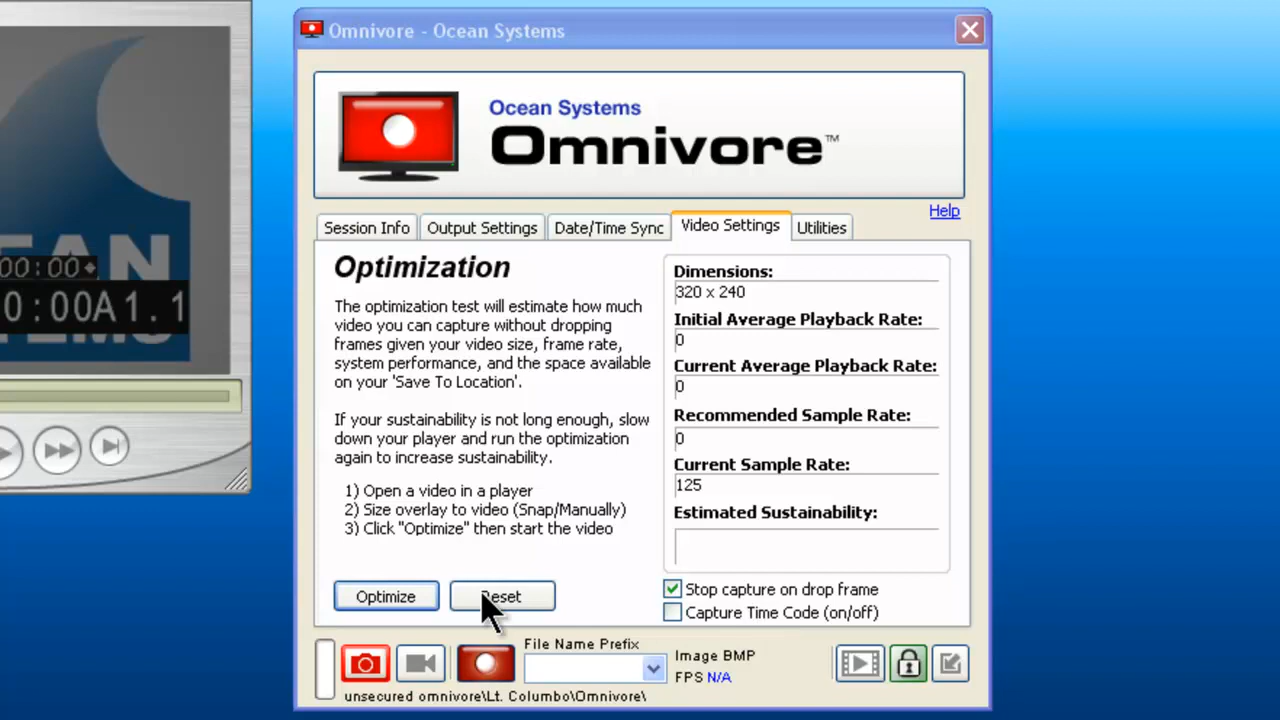 Omnivore - Ocean Systems
Ocean Systems
Omnivore™
Help
Session Info
Output Settings
Date/Time Sync
Video Settings
Utilities
Optimization
The optimization test will estimate how much
video you can capture without dropping
frames given your video size, frame rate,
system performance, and the space available
on your 'Save To Location'.
If your sustainability is not long enough, slow
down your player and run the optimization
again to increase sustainability.
1) Open a video in a player
2) Size overlay to video (Snap/Manually)
3) Click "Optimize" then start the video
Optimize
Reset
Dimensions:
320 x 240
Initial Average Playback Rate:
0
Current Average Playback Rate:
0
Recommended Sample Rate:
0
Current Sample Rate:
125
Estimated Sustainability:
Stop capture on drop frame
Capture Time Code (on/off)
File Name Prefix
Image BMP
FPS N/A
unsecured omnivore\Lt. Columbo\Omnivore\
00:00
0:00A1.1